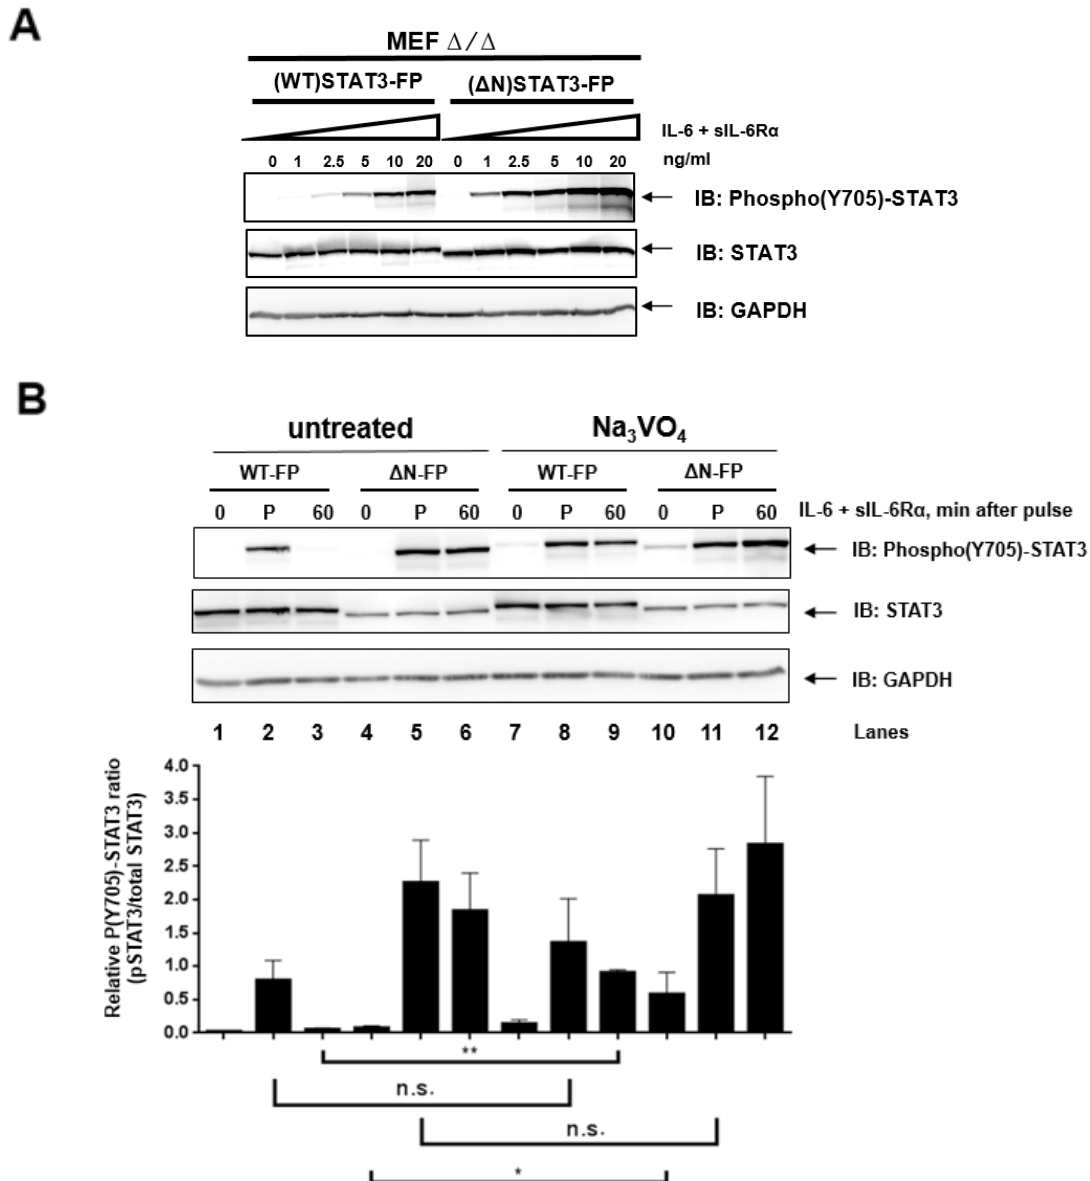 A
MEF Δ/Δ
(WT)STAT3-FP (ΔN)STAT3-FP
IL-6 + sIL-6Rα
0 1 2.5 5 10 20 0 1 2.5 5 10 20 ng/ml
IB: Phospho(Y705)-STAT3
IB: STAT3
IB: GAPDH
B
untreated Na₃VO₄
WT-FP ΔN-FP WT-FP ΔN-FP
0 P 60 0 P 60 0 P 60 0 P 60 IL-6 + sIL-6Rα, min after pulse
IB: Phospho(Y705)-STAT3
IB: STAT3
IB: GAPDH
1 2 3 4 5 6 7 8 9 10 11 12 Lanes
Relative P(Y705)-STAT3 ratio
(pSTAT3/total STAT3)
4.0
3.5
3.0
2.5
2.0
1.5
1.0
0.5
0.0
**
n.s.
n.s.
*